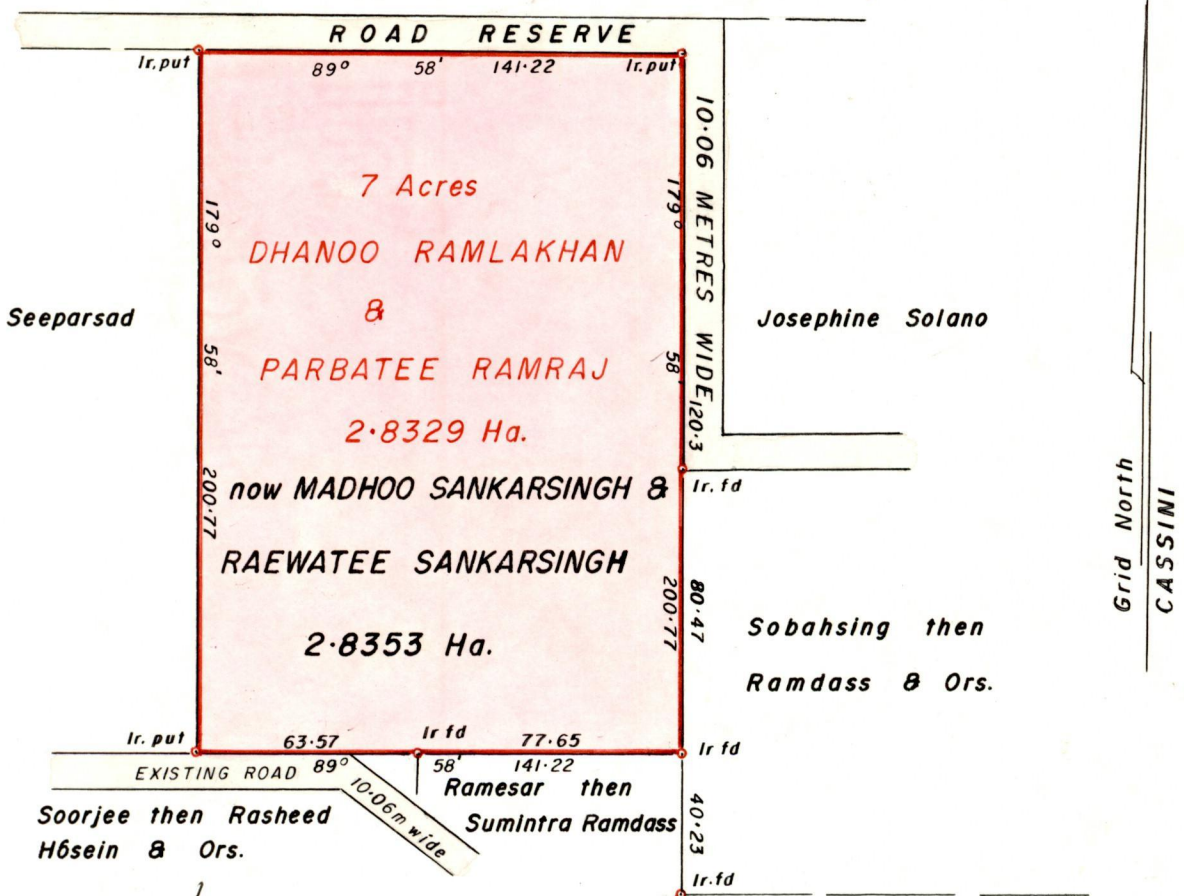 ROAD RESERVE
Ir.put
89° 58' 141·22
Ir.put
10·06 METRES WIDE
179° 58' 200·77
179° 58' 200·77
120·3
7 Acres
DHANOO RAMLAKHAN
&
PARBATEE RAMRAJ
2·8329 Ha.
now MADHOO SANKARSINGH &
RAEWATEE SANKARSINGH
2·8353 Ha.
Seeparsad
Josephine Solano
Ir. fd
80·47
Sobahsing then
Ramdass & Ors.
Grid North
CASSINI
Ir. put
63·57
Ir fd
77·65
Ir fd
EXISTING ROAD
89° 58' 141·22
10·06m wide
Ramesar then
Sumintra Ramdass
Soorjee then Rasheed
Hósein & Ors.
40·23
Ir.fd